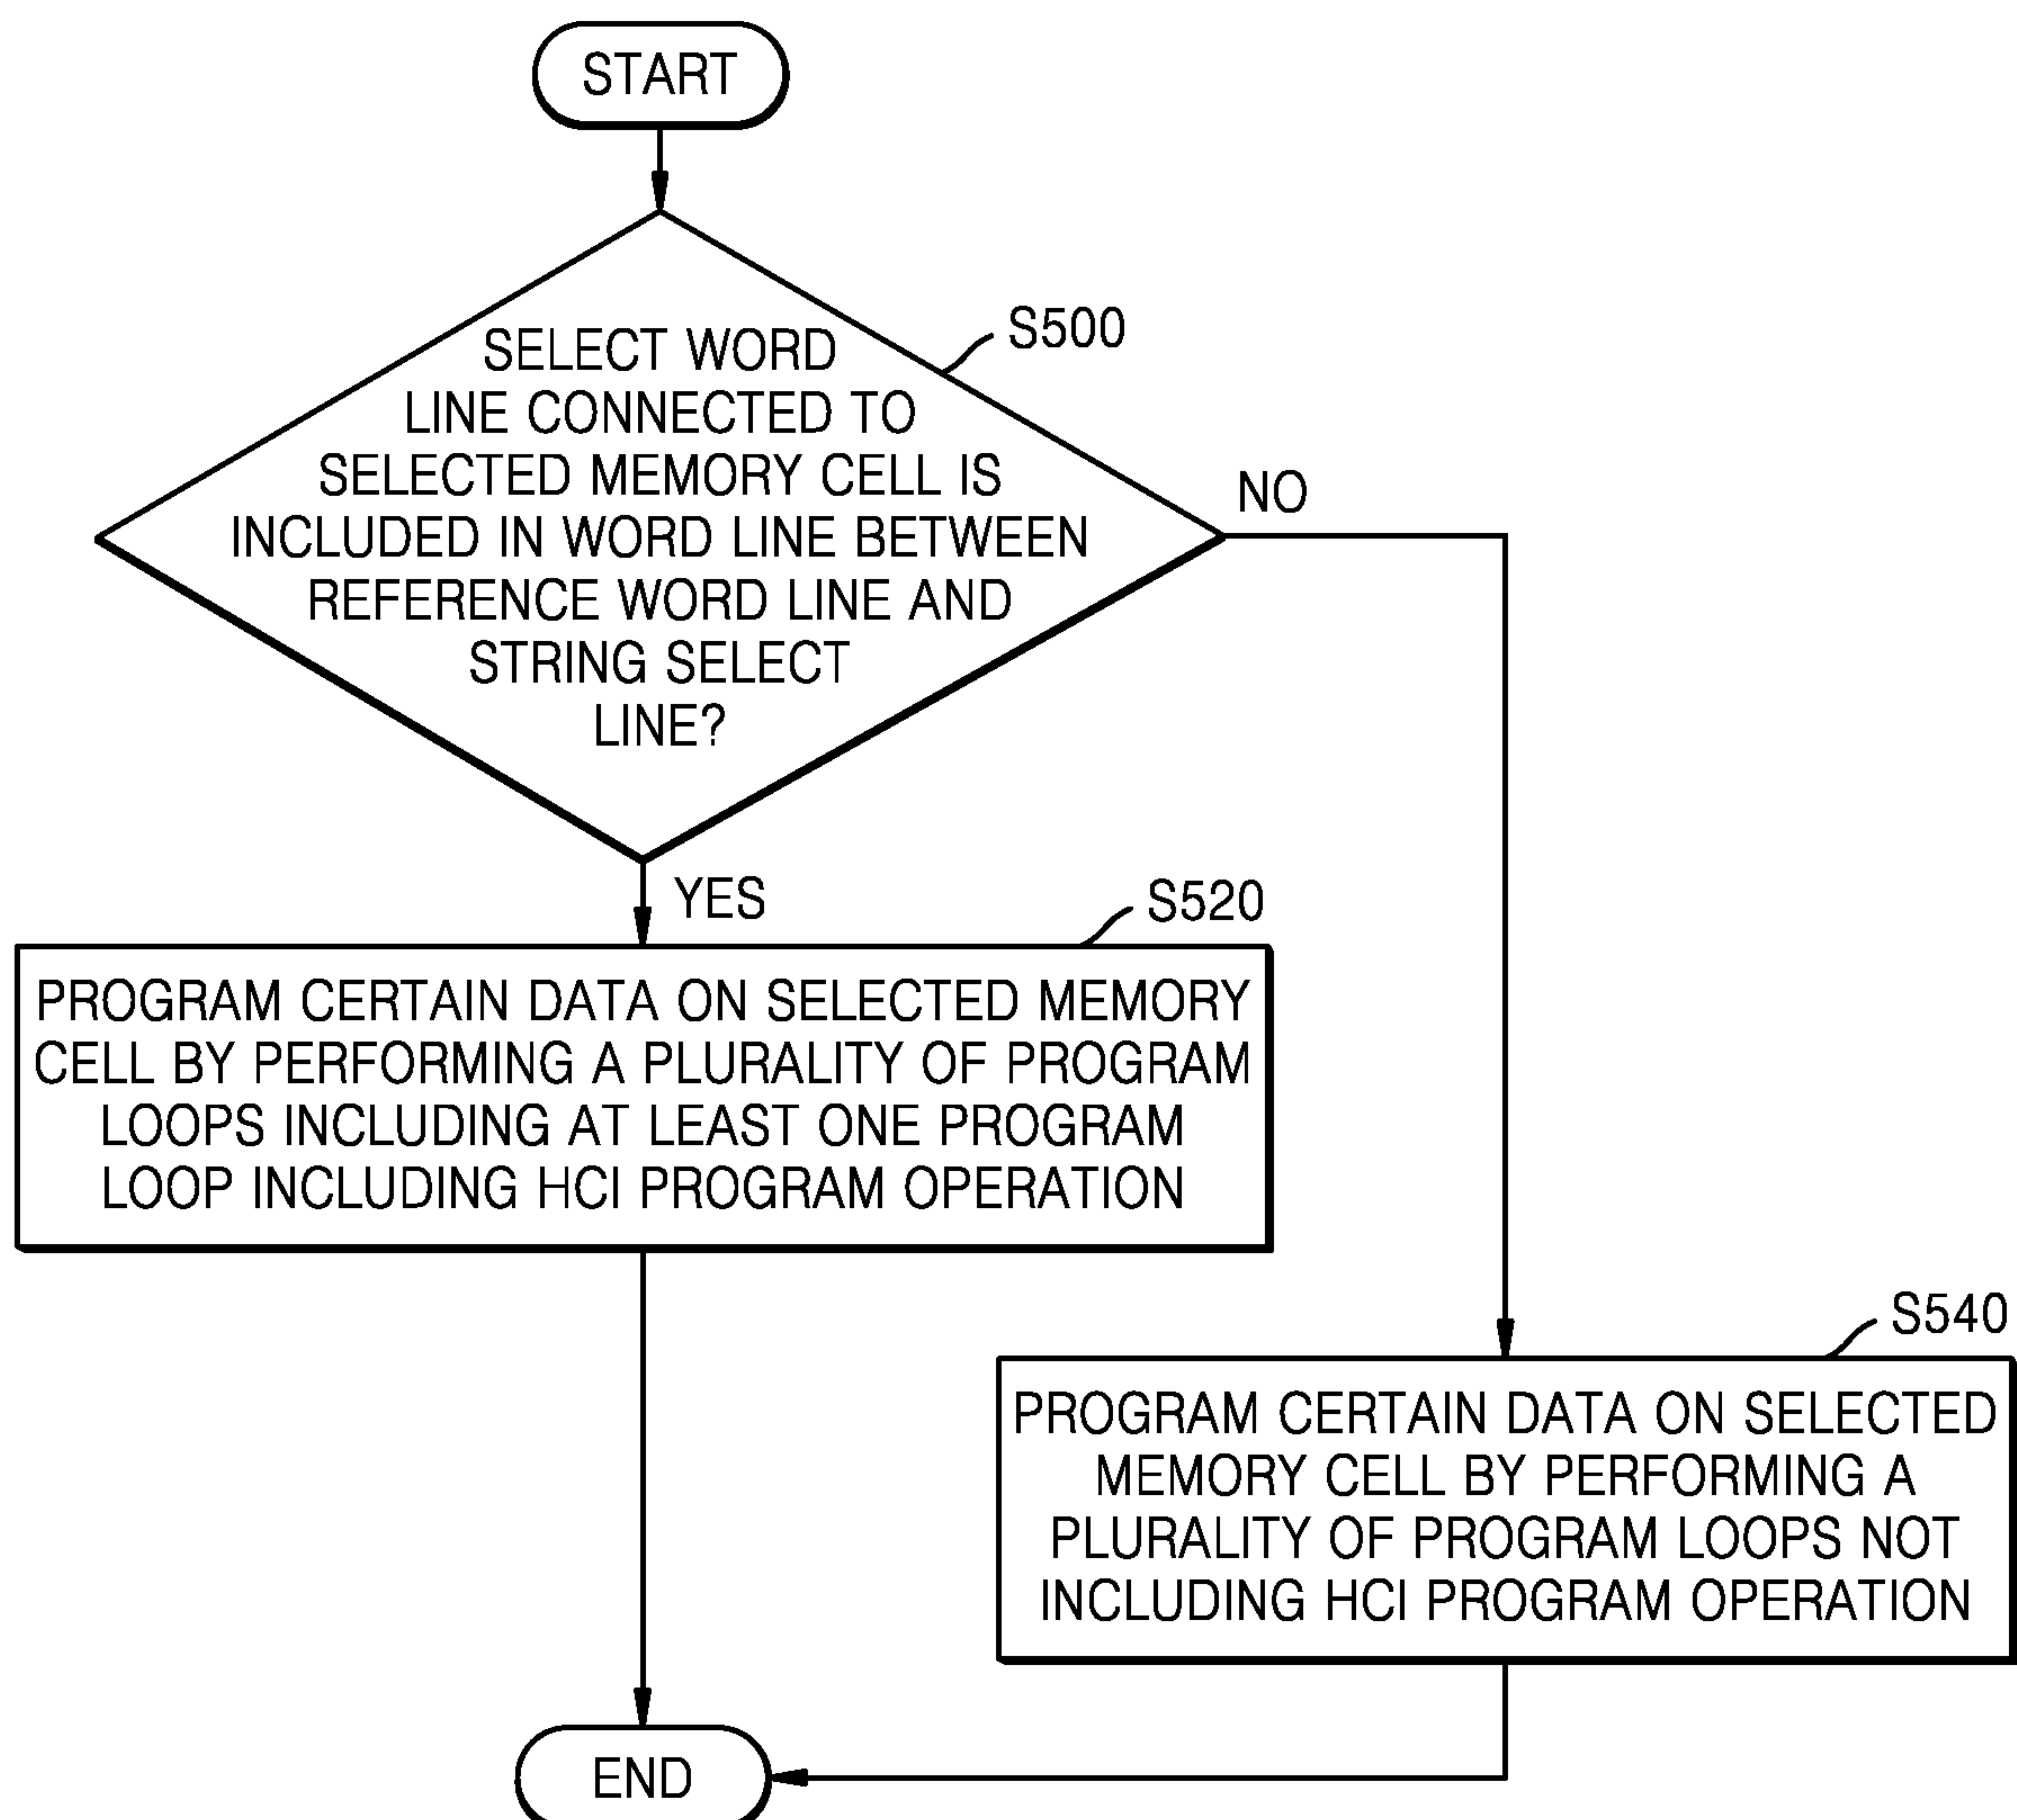 START
S500
SELECT WORD
LINE CONNECTED TO
SELECTED MEMORY CELL IS
INCLUDED IN WORD LINE BETWEEN
REFERENCE WORD LINE AND
STRING SELECT
LINE?
NO
YES
S520
PROGRAM CERTAIN DATA ON SELECTED MEMORY
CELL BY PERFORMING A PLURALITY OF PROGRAM
LOOPS INCLUDING AT LEAST ONE PROGRAM
LOOP INCLUDING HCI PROGRAM OPERATION
S540
PROGRAM CERTAIN DATA ON SELECTED
MEMORY CELL BY PERFORMING A
PLURALITY OF PROGRAM LOOPS NOT
INCLUDING HCI PROGRAM OPERATION
END